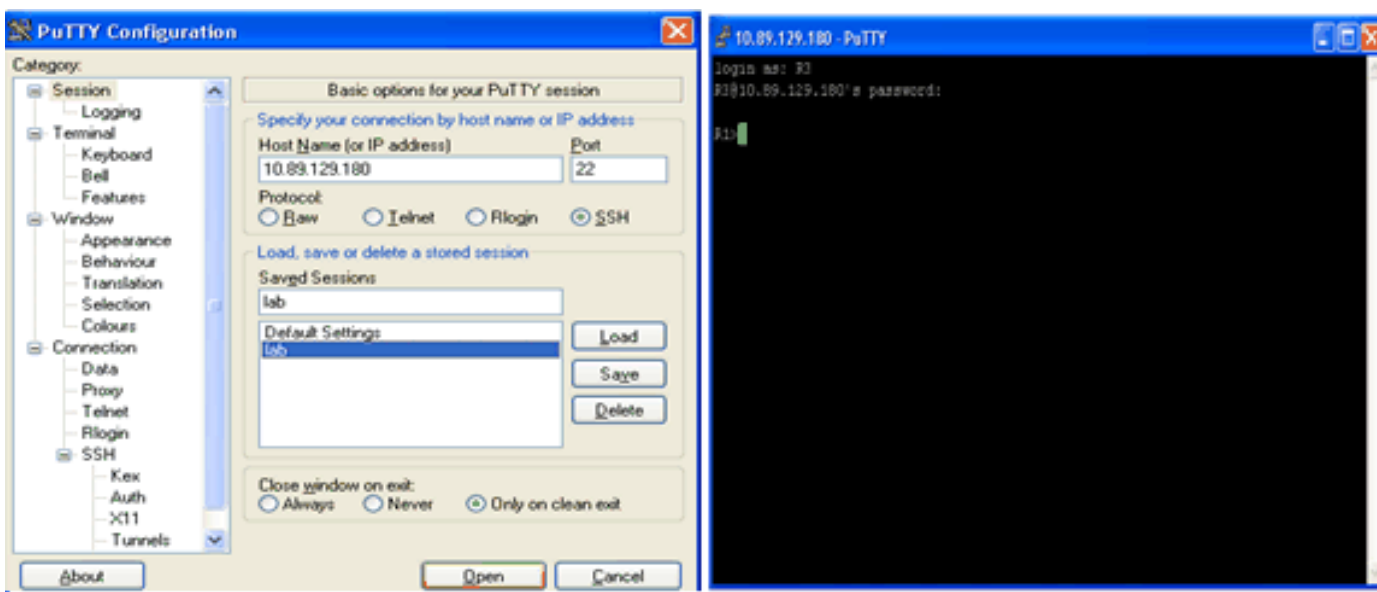 PuTTY Configuration
Category:
Session
Logging
Terminal
Keyboard
Bell
Features
Window
Appearance
Behaviour
Translation
Selection
Colours
Connection
Data
Proxy
Telnet
Rlogin
SSH
Kex
Auth
X11
Tunnels
Basic options for your PuTTY session
Specify your connection by host name or IP address
Host Name (or IP address) Port
10.89.129.180 22
Protocol:
Raw Telnet Rlogin SSH
Load, save or delete a stored session
Saved Sessions
lab
Default Settings
lab
Load
Save
Delete
Close window on exit:
Always Never Only on clean exit
About Open Cancel
10.89.129.180 - PuTTY
login as: R3
R3@10.89.129.180's password:
R1>